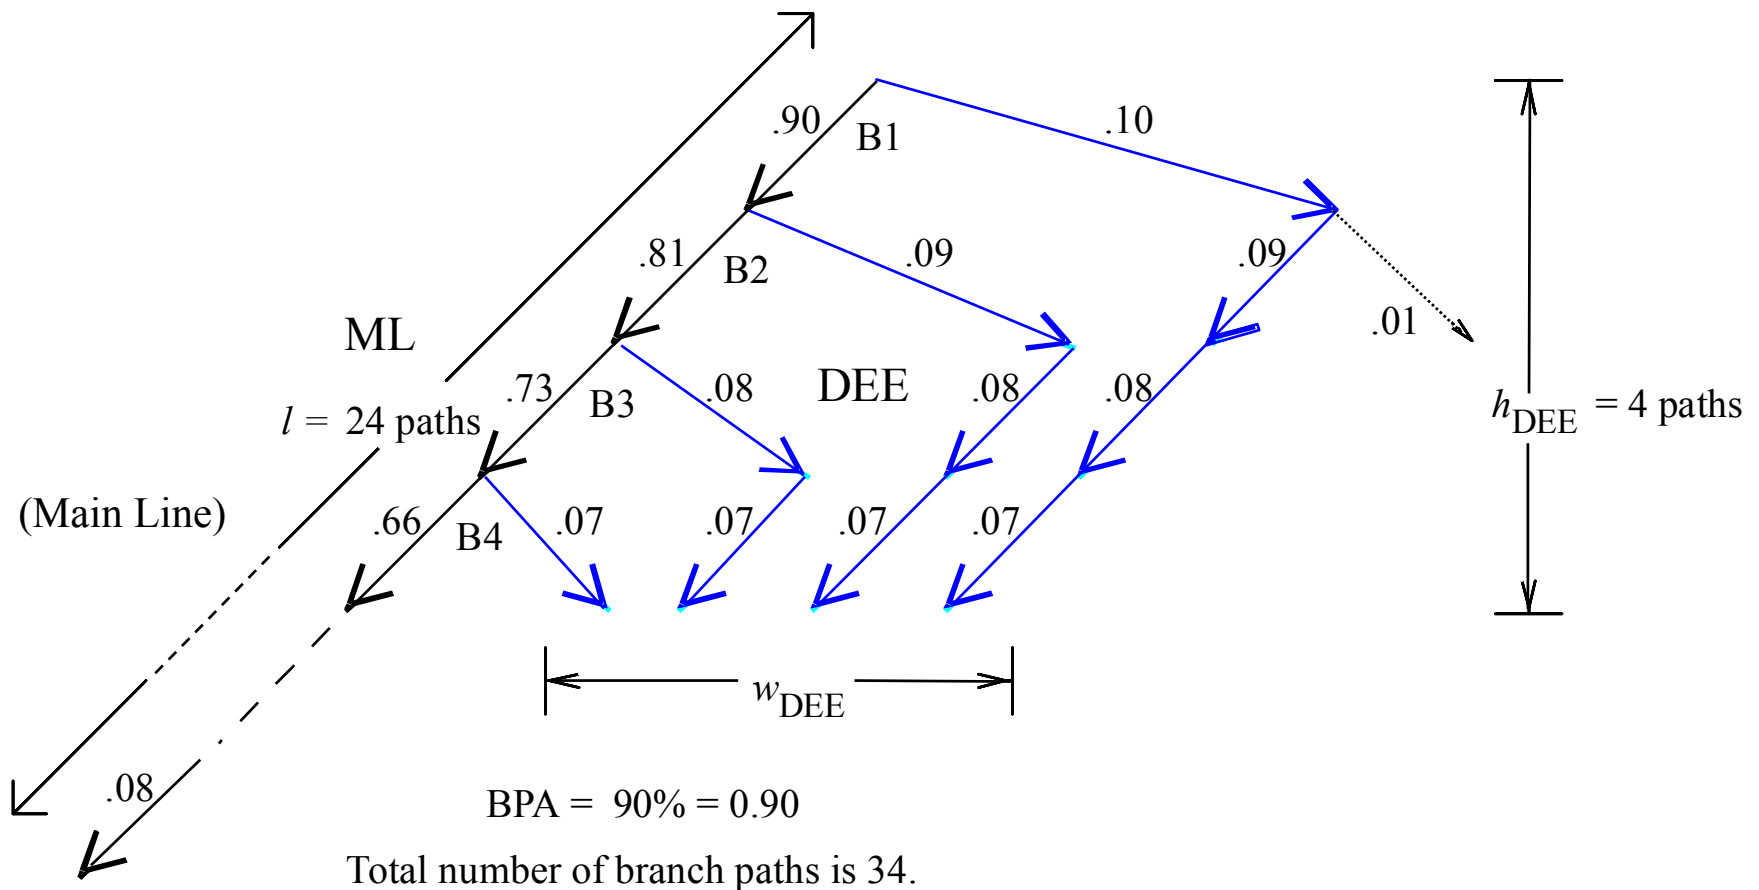 .90
B1
.10
.81
B2
.09
.09
.01
ML
l = 24 paths
(Main Line)
.73
B3
.08
DEE
.08
.08
hDEE = 4 paths
.66
B4
.07
.07
.07
.07
wDEE
.08
BPA = 90% = 0.90
Total number of branch paths is 34.